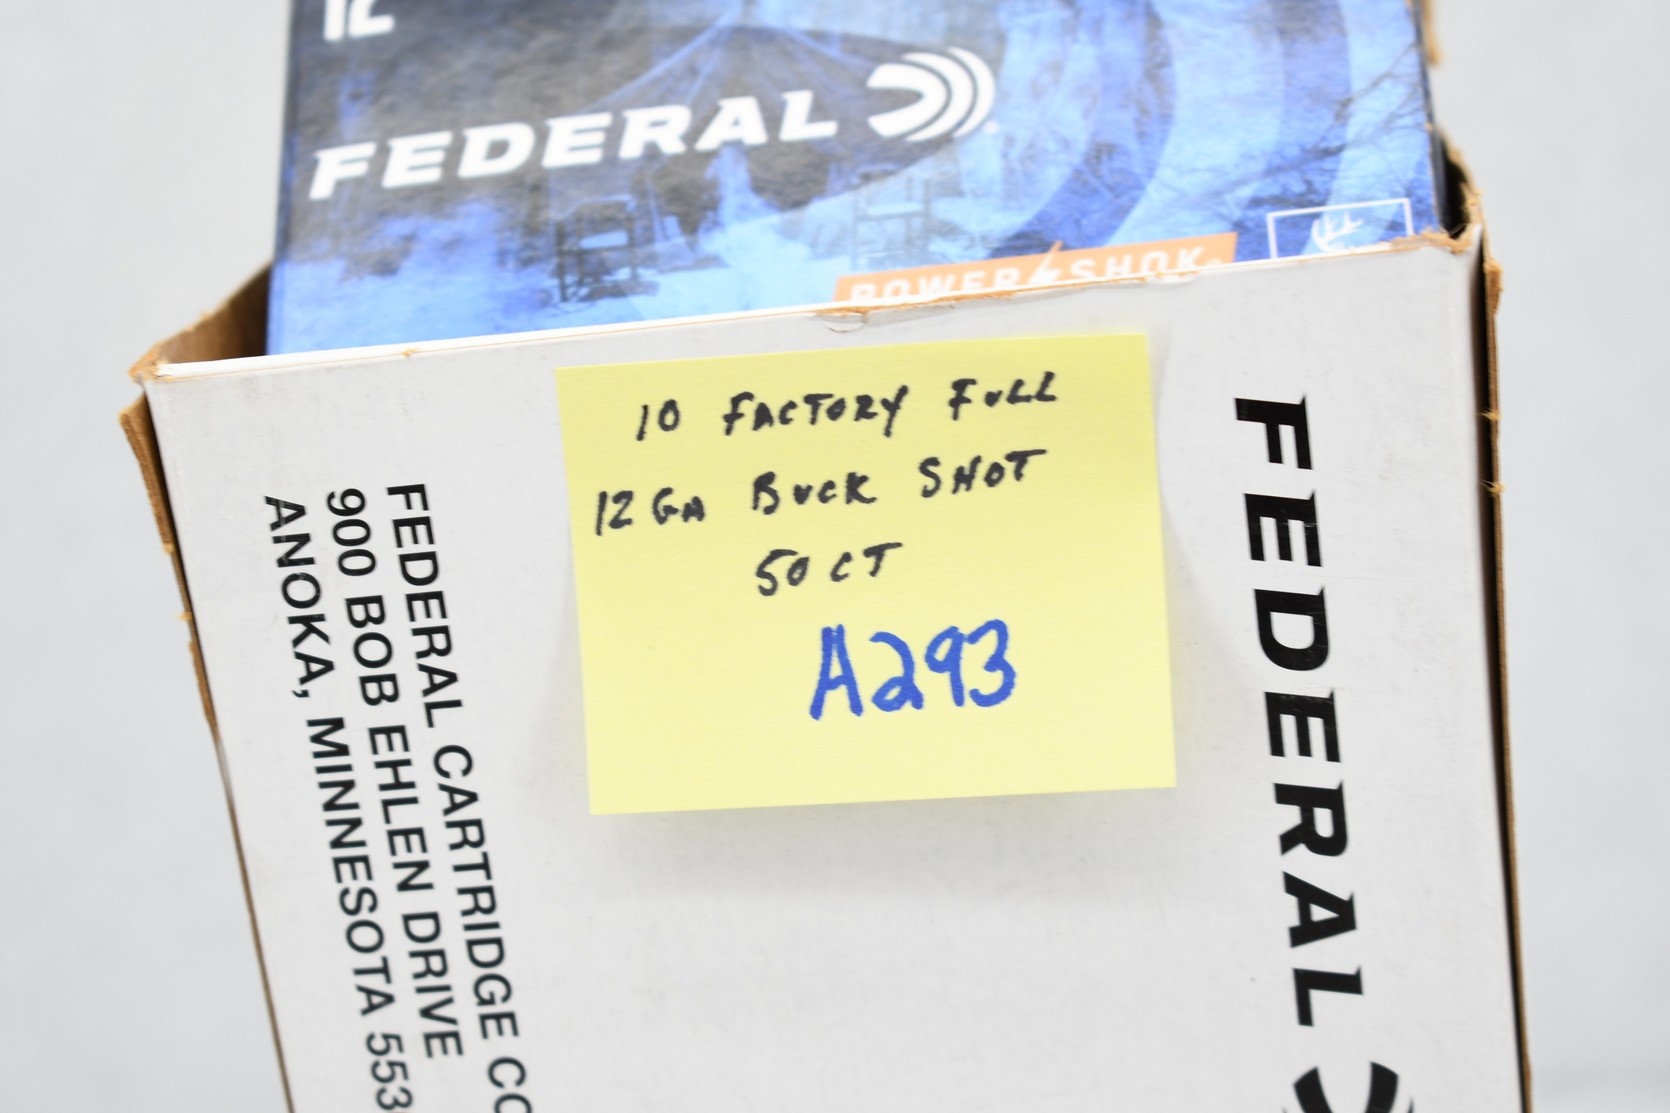 12
FEDERAL
POWER SHOK
10 FACTORY FULL
12 GA BUCK SHOT
50 CT
A293
FEDERAL
FEDERAL CARTRIDGE CO
900 BOB EHLEN DRIVE
ANOKA, MINNESOTA 553